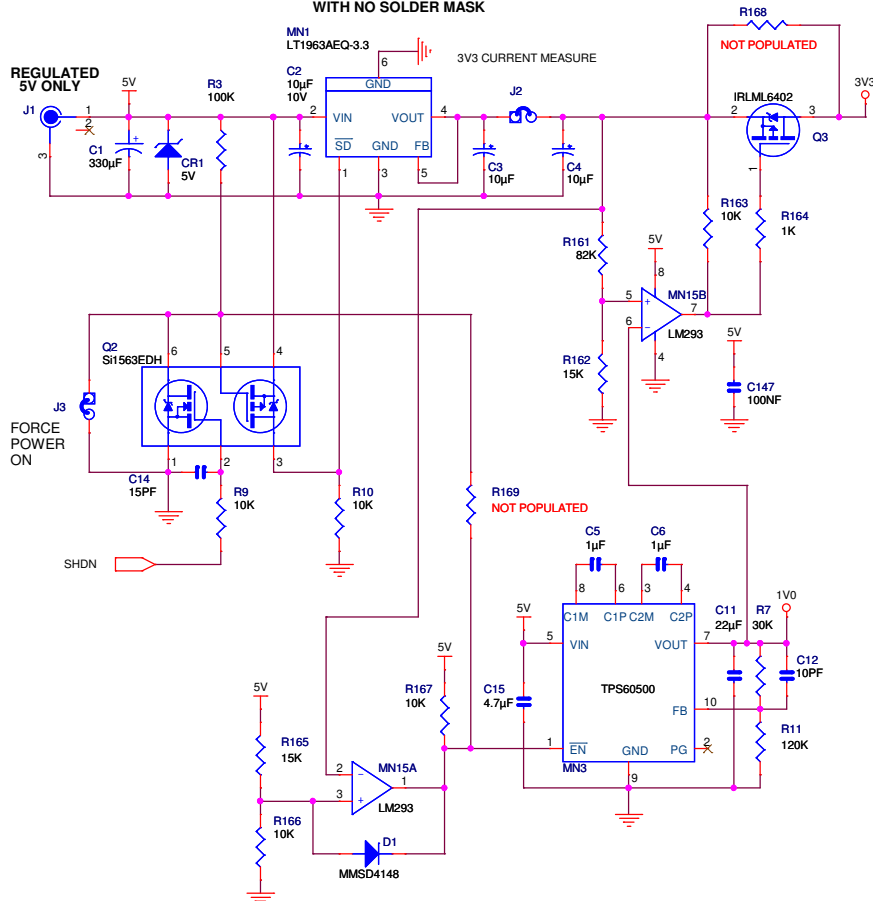 WITH NO SOLDER MASK
MN1
LT1963AEQ-3.3
R168
NOT POPULATED
3V3 CURRENT MEASURE
REGULATED
5V ONLY
5V
R3
100K
C2
10µF
10V
6
GND
J2
IRLML6402
3V3
J1
1
2
3
2
VIN
VOUT
4
2
3
Q3
C1
330µF
+
CR1
5V
SD
GND
FB
1
3
5
C3
10µF
C4
10µF
1
R163
10K
R164
1K
R161
82K
5V
8
MN15B
5
+
7
6
−
LM293
4
R162
15K
5V
C147
100NF
Q2
Si1563EDH
6
5
4
J3
FORCE
POWER
ON
1
2
3
C14
15PF
R9
10K
R10
10K
R169
NOT POPULATED
SHDN
C5
1µF
C6
1µF
8
6
3
4
C1M
C1P
C2M
C2P
5V
5
VIN
VOUT
7
C11
22µF
R7
30K
1V0
C12
10PF
TPS60500
C15
4.7µF
FB
10
R11
120K
1
EN
GND
PG
2
MN3
9
5V
R167
10K
5V
R165
15K
R166
10K
2
−
MN15A
1
3
+
LM293
D1
MMSD4148